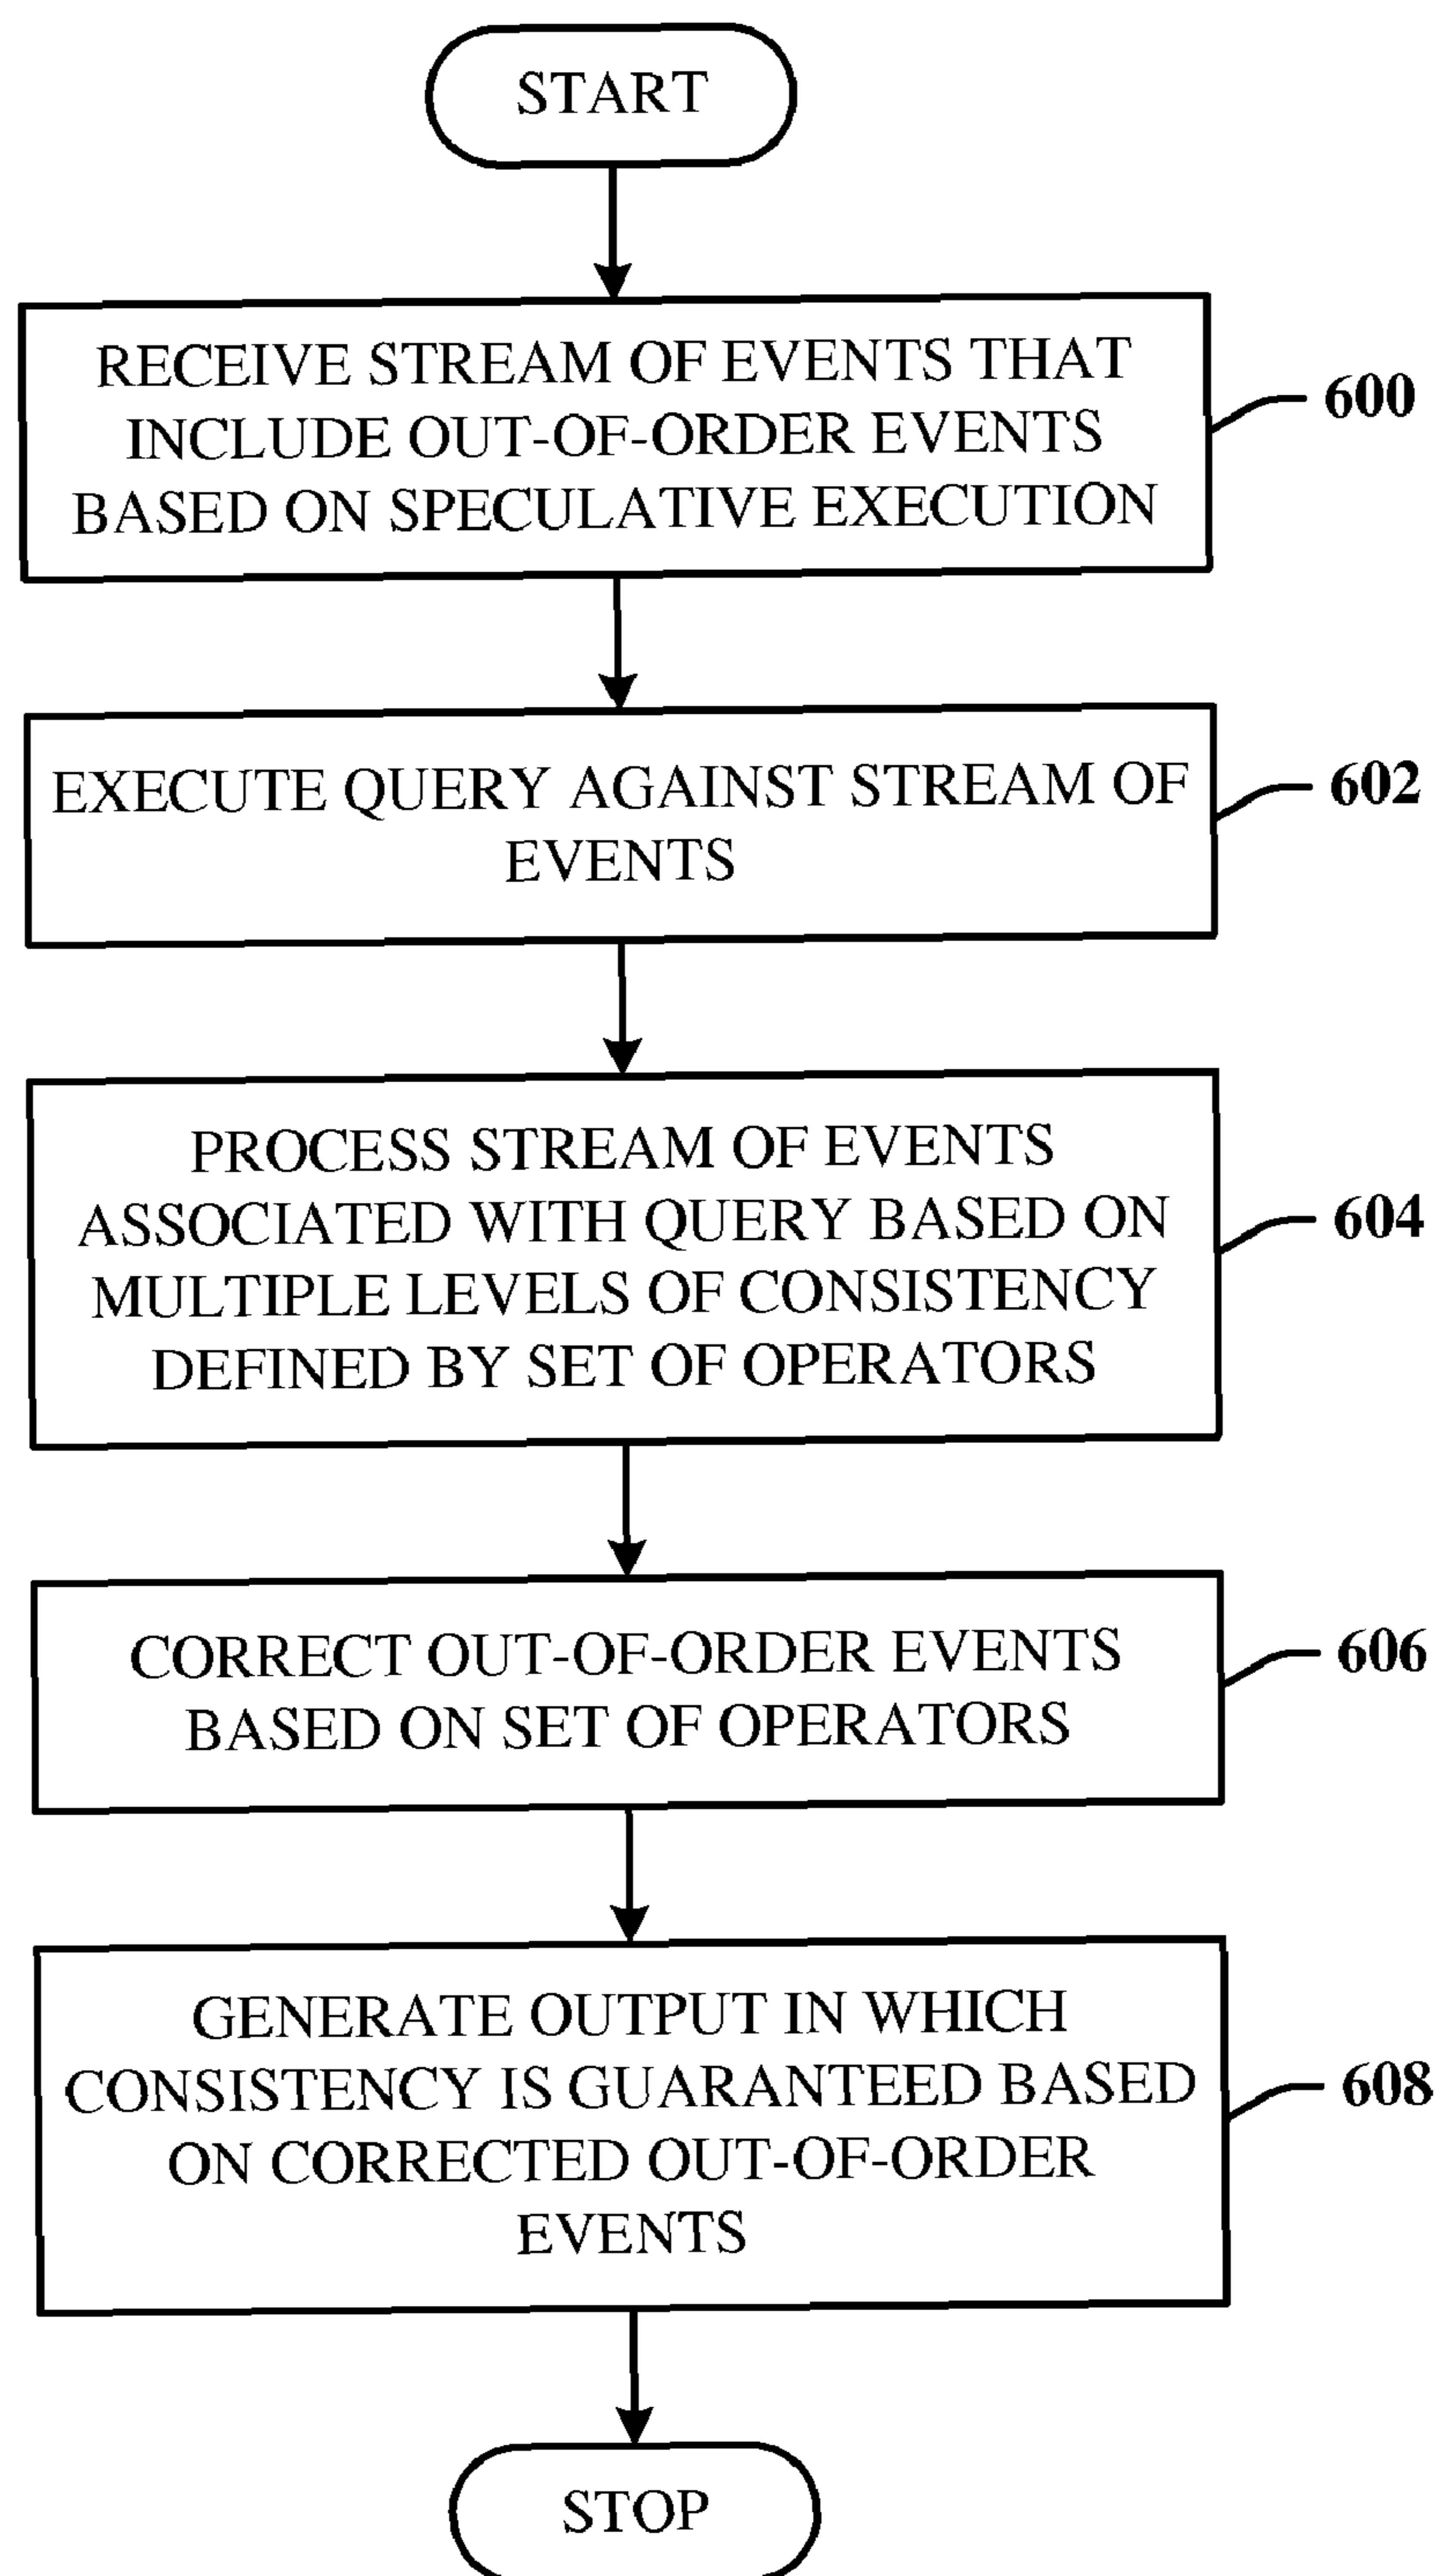 START
RECEIVE STREAM OF EVENTS THAT
INCLUDE OUT-OF-ORDER EVENTS
BASED ON SPECULATIVE EXECUTION
600
EXECUTE QUERY AGAINST STREAM OF
EVENTS
602
PROCESS STREAM OF EVENTS
ASSOCIATED WITH QUERY BASED ON
MULTIPLE LEVELS OF CONSISTENCY
DEFINED BY SET OF OPERATORS
604
CORRECT OUT-OF-ORDER EVENTS
BASED ON SET OF OPERATORS
606
GENERATE OUTPUT IN WHICH
CONSISTENCY IS GUARANTEED BASED
ON CORRECTED OUT-OF-ORDER
EVENTS
608
STOP